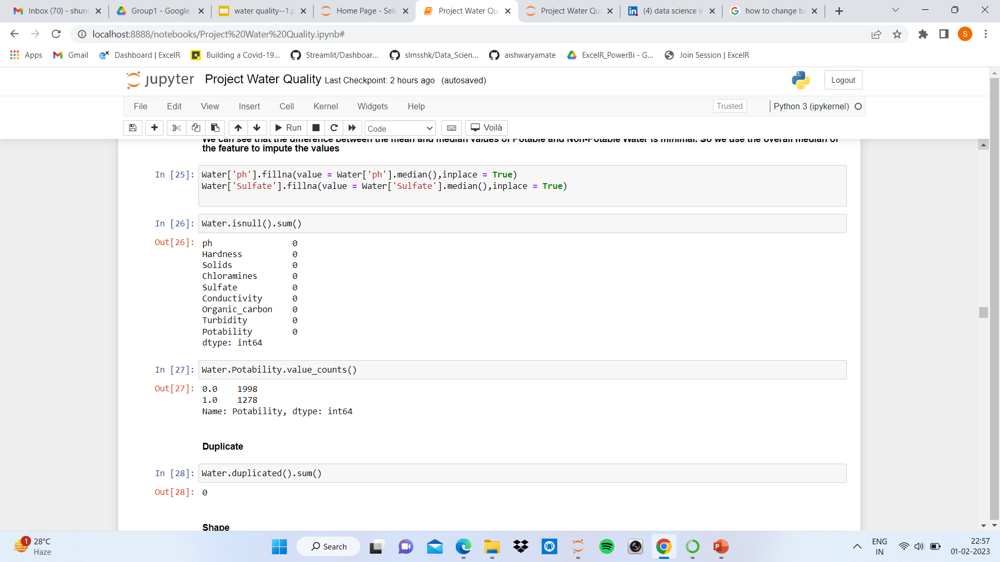 Inbox (70) - shun
Group1 - Google
water quality--1.p
Home Page - Sele
Project Water Qu
Project Water Qu
(4) data science in
how to change ba
localhost:8888/notebooks/Project%20Water%20Quality.ipynb#
S
Apps
Gmail
Dashboard | ExcelR
Building a Covid-19...
Streamlit/Dashboar...
slmsshk/Data_Scien...
aishwaryamate
ExcelR_PowerBi - G...
Join Session | ExcelR
jupyter Project Water Quality Last Checkpoint: 2 hours ago (autosaved)
Logout
File Edit View Insert Cell Kernel Widgets Help
Trusted
Python 3 (ipykernel)
Run
Code
Voilà
We can see that the difference between the mean and median values of Potable and Non-Potable Water is minimal. So we use the overall median of
the feature to impute the values
In [25]: Water['ph'].fillna(value = Water['ph'].median(),inplace = True)
Water['Sulfate'].fillna(value = Water['Sulfate'].median(),inplace = True)
In [26]: Water.isnull().sum()
Out[26]: ph 0
Hardness 0
Solids 0
Chloramines 0
Sulfate 0
Conductivity 0
Organic_carbon 0
Turbidity 0
Potability 0
dtype: int64
In [27]: Water.Potability.value_counts()
Out[27]: 0.0 1998
1.0 1278
Name: Potability, dtype: int64
Duplicate
In [28]: Water.duplicated().sum()
Out[28]: 0
Shape
1
28°C
Haze
Search
ENG
IN
22:57
01-02-2023